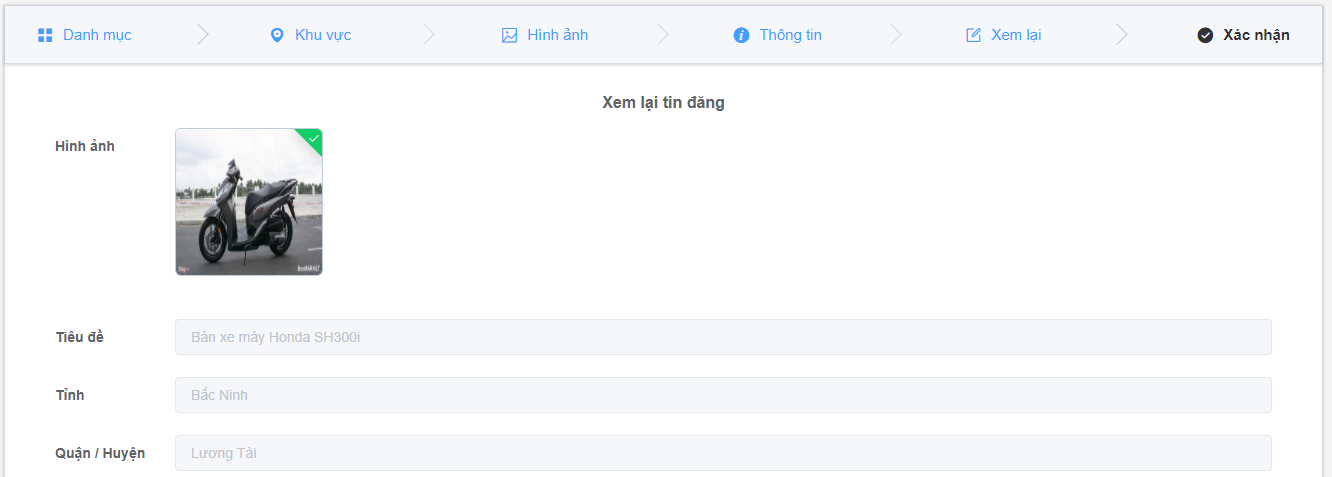 Danh mục
Khu vực
Hình ảnh
Thông tin
Xem lại
Xác nhận
Xem lại tin đăng
Hình ảnh
Tiêu đề
Bán xe máy Honda SH300i
Tỉnh
Bắc Ninh
Quận / Huyện
Lương Tài